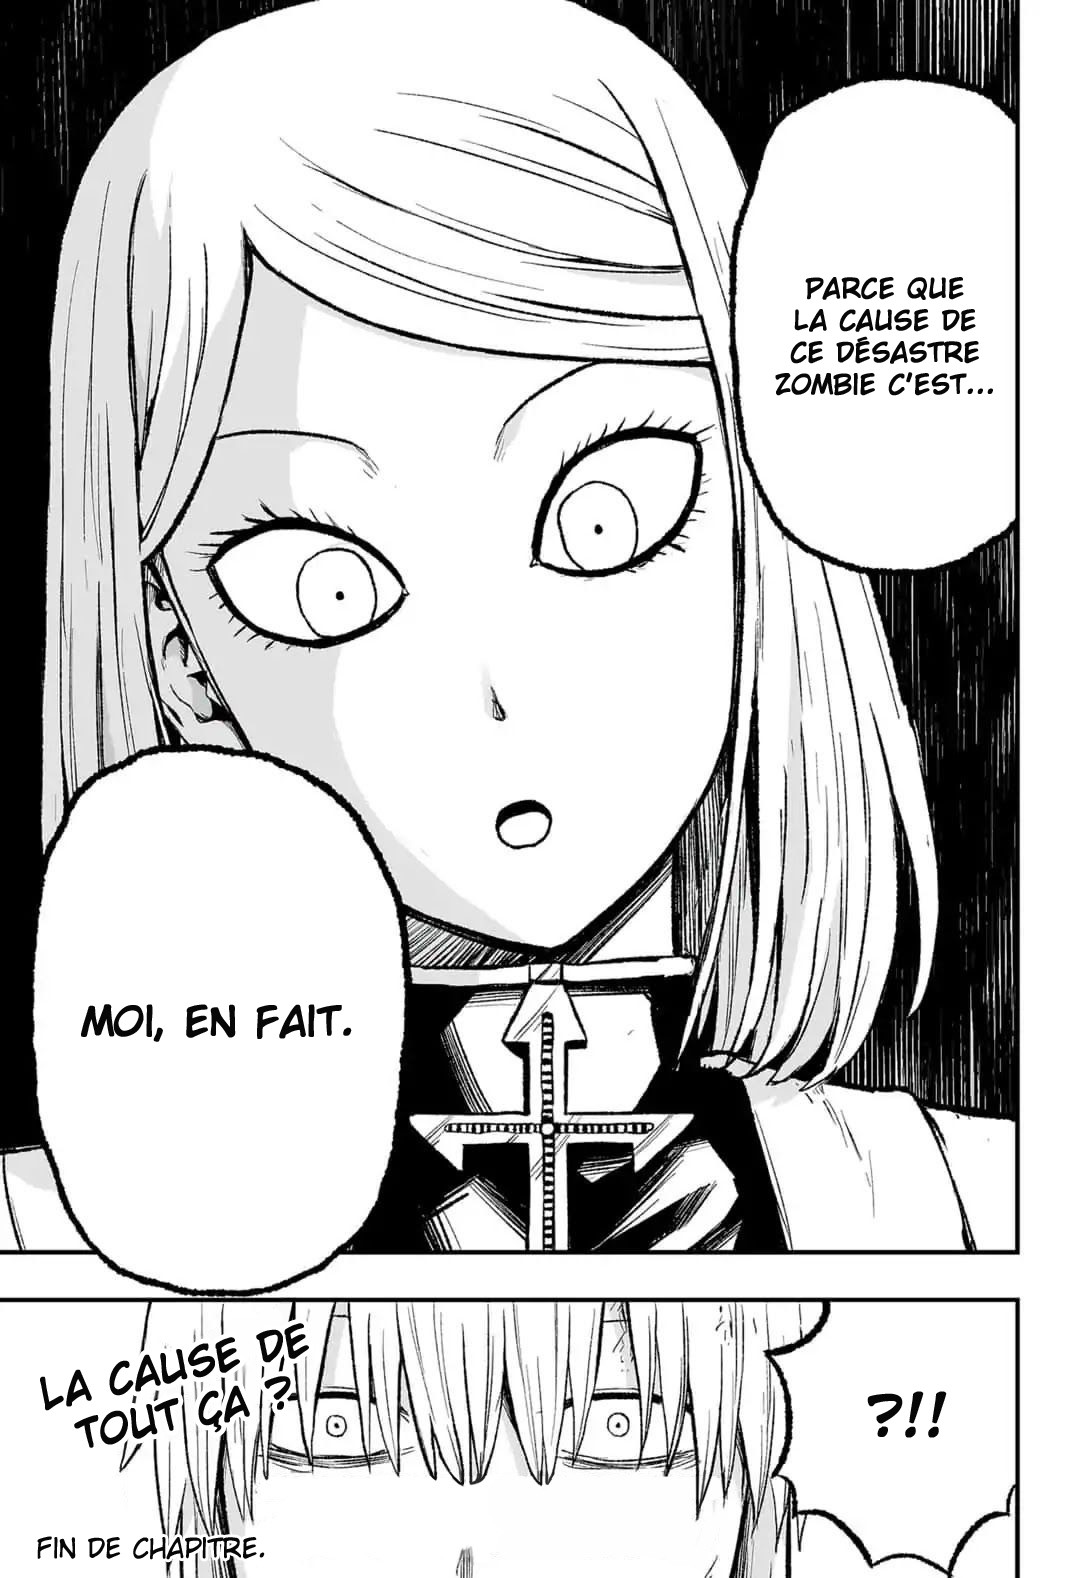 PARCE QUE
LA CAUSE DE
CE DÉSASTRE
ZOMBIE C'EST...
MOI, EN FAIT.
?!!
LA CAUSE DE
TOUT ÇA ?
FIN DE CHAPITRE.